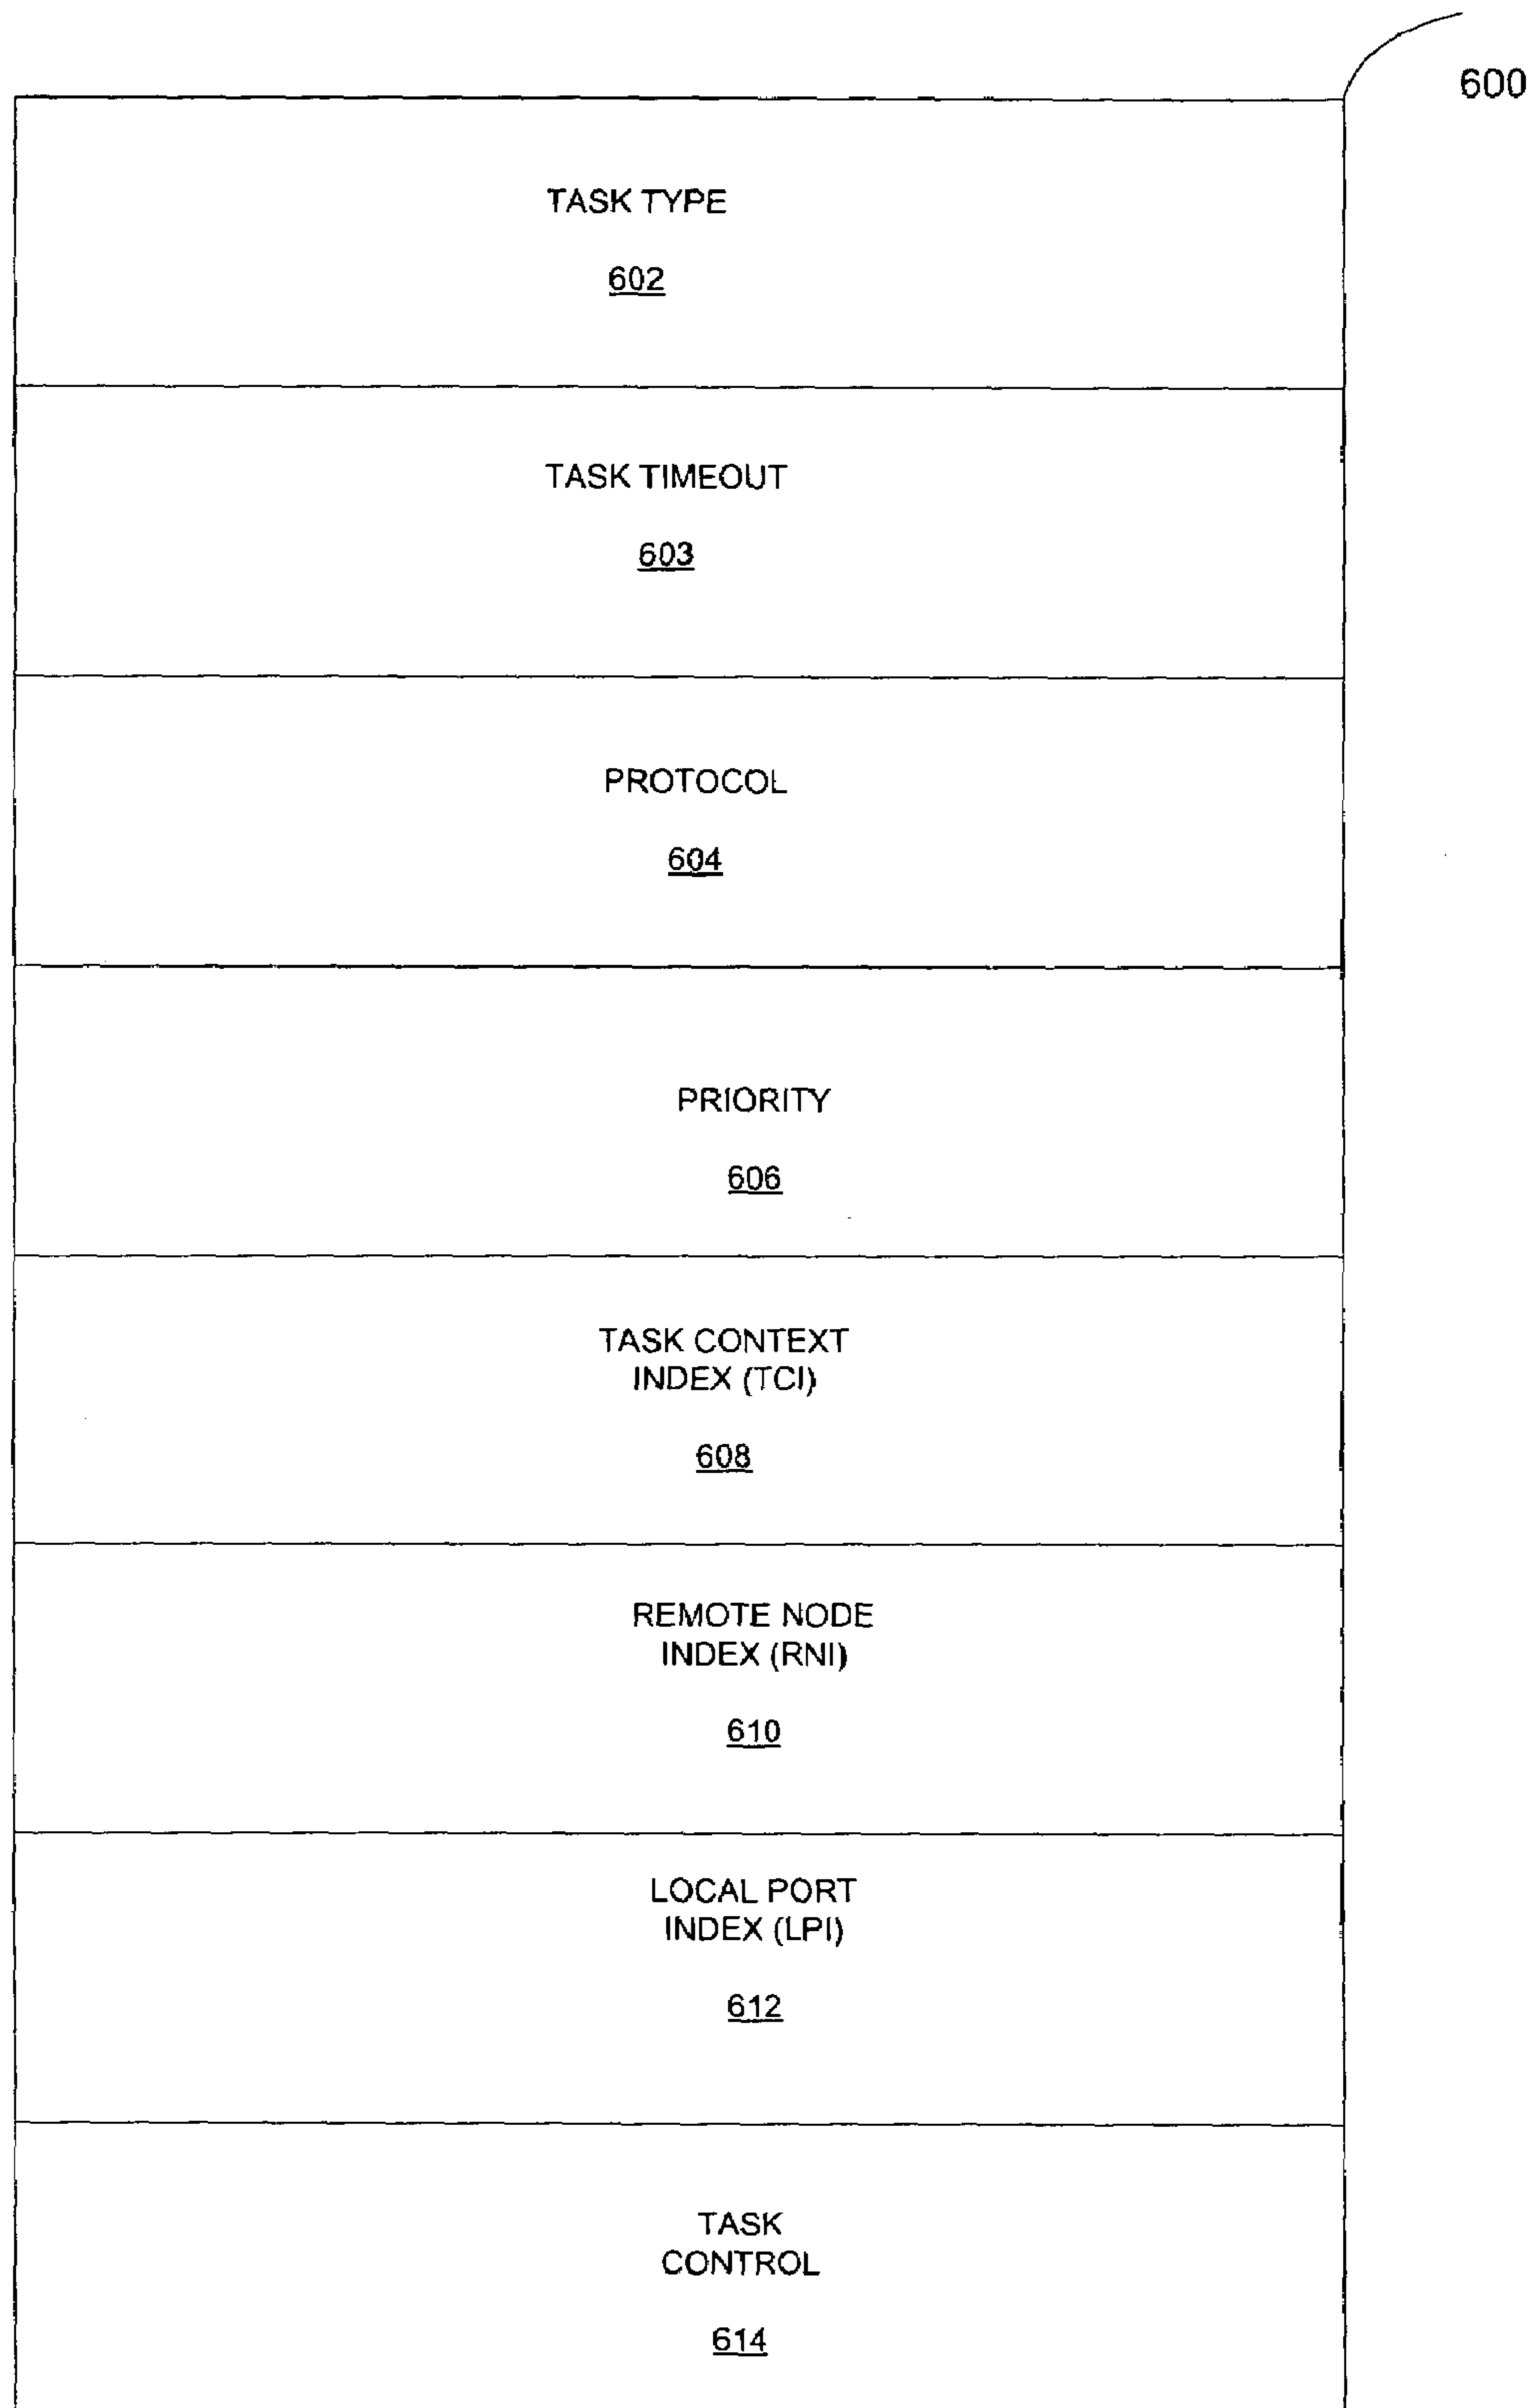 600
TASK TYPE
602
TASK TIMEOUT
603
PROTOCOL
604
PRIORITY
606
TASK CONTEXT
INDEX (TCI)
608
REMOTE NODE
INDEX (RNI)
610
LOCAL PORT
INDEX (LPI)
612
TASK
CONTROL
614